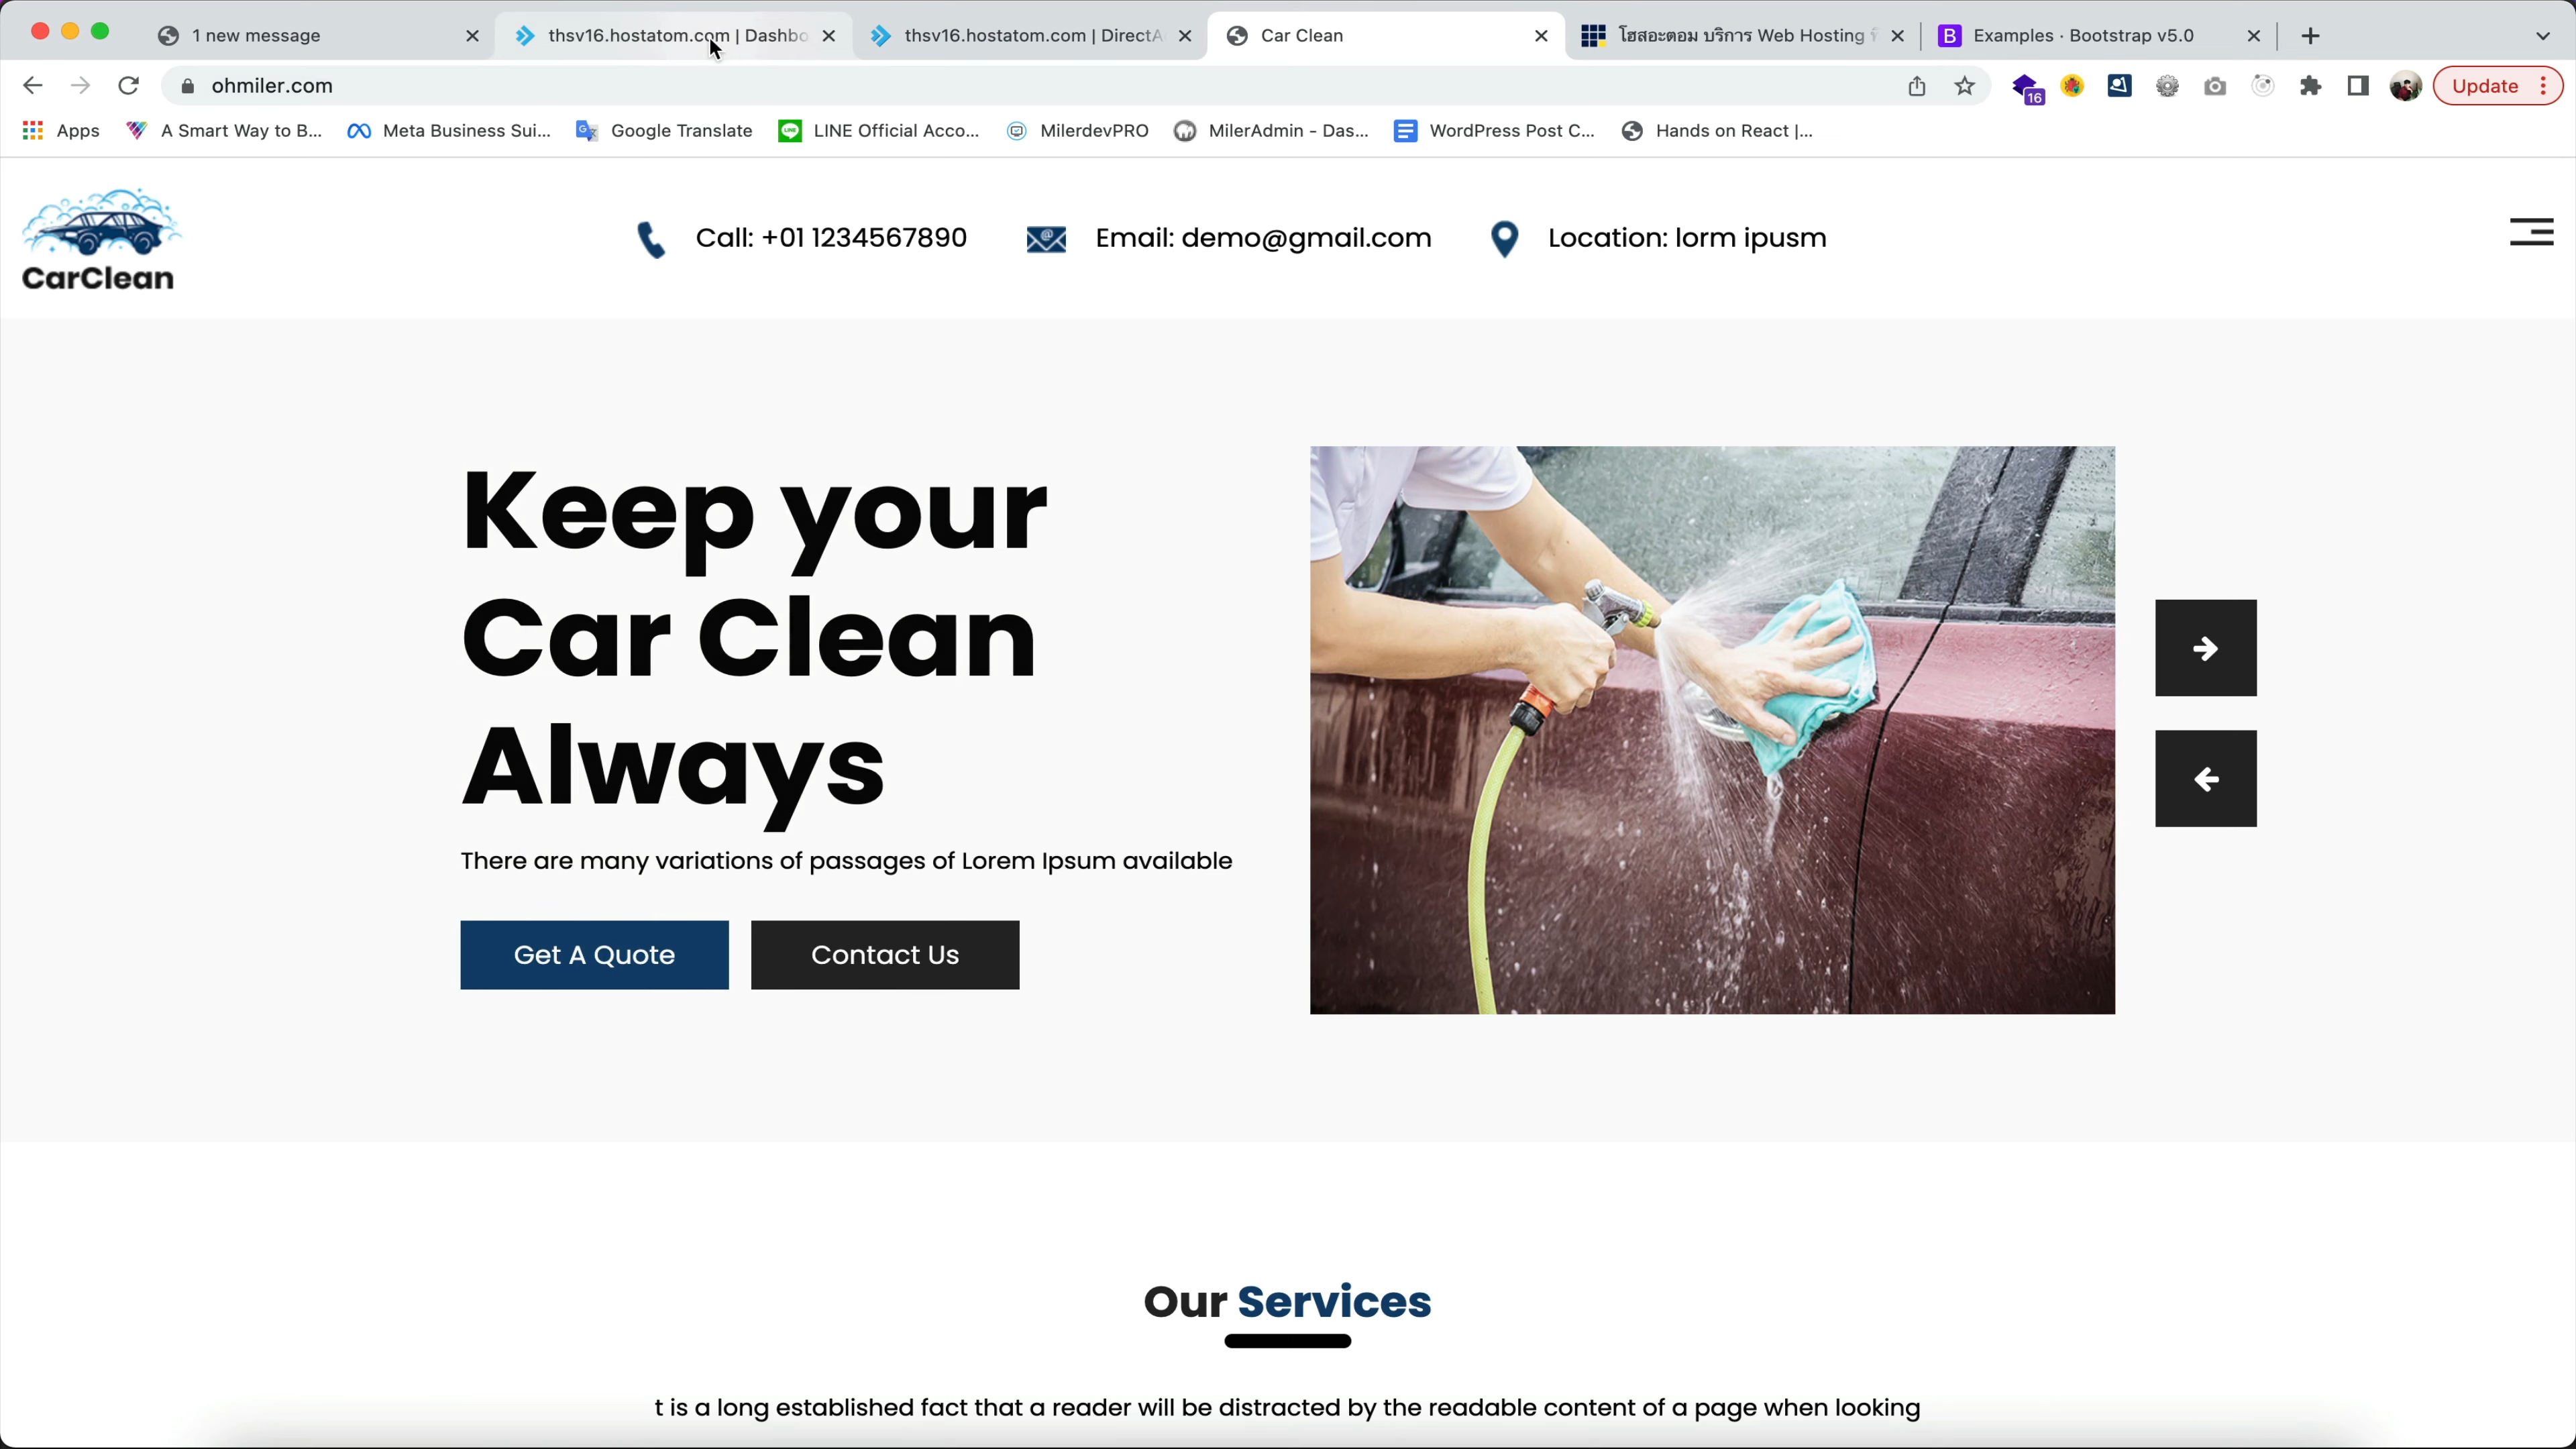 1 new message
thsv16.hostatom.com | Dashbo
thsv16.hostatom.com | DirectA
Car Clean
โฮสอะตอม บริการ Web Hosting
Examples · Bootstrap v5.0
ohmiler.com
16
Update
Apps
A Smart Way to B...
Meta Business Sui...
Google Translate
LINE Official Acco...
MilerdevPRO
MilerAdmin - Das...
WordPress Post C...
Hands on React |...
CarClean
Call: +01 1234567890
Email: demo@gmail.com
Location: lorm ipusm
Keep your
Car Clean
Always
There are many variations of passages of Lorem Ipsum available
Get A Quote
Contact Us
Our Services
t is a long established fact that a reader will be distracted by the readable content of a page when looking